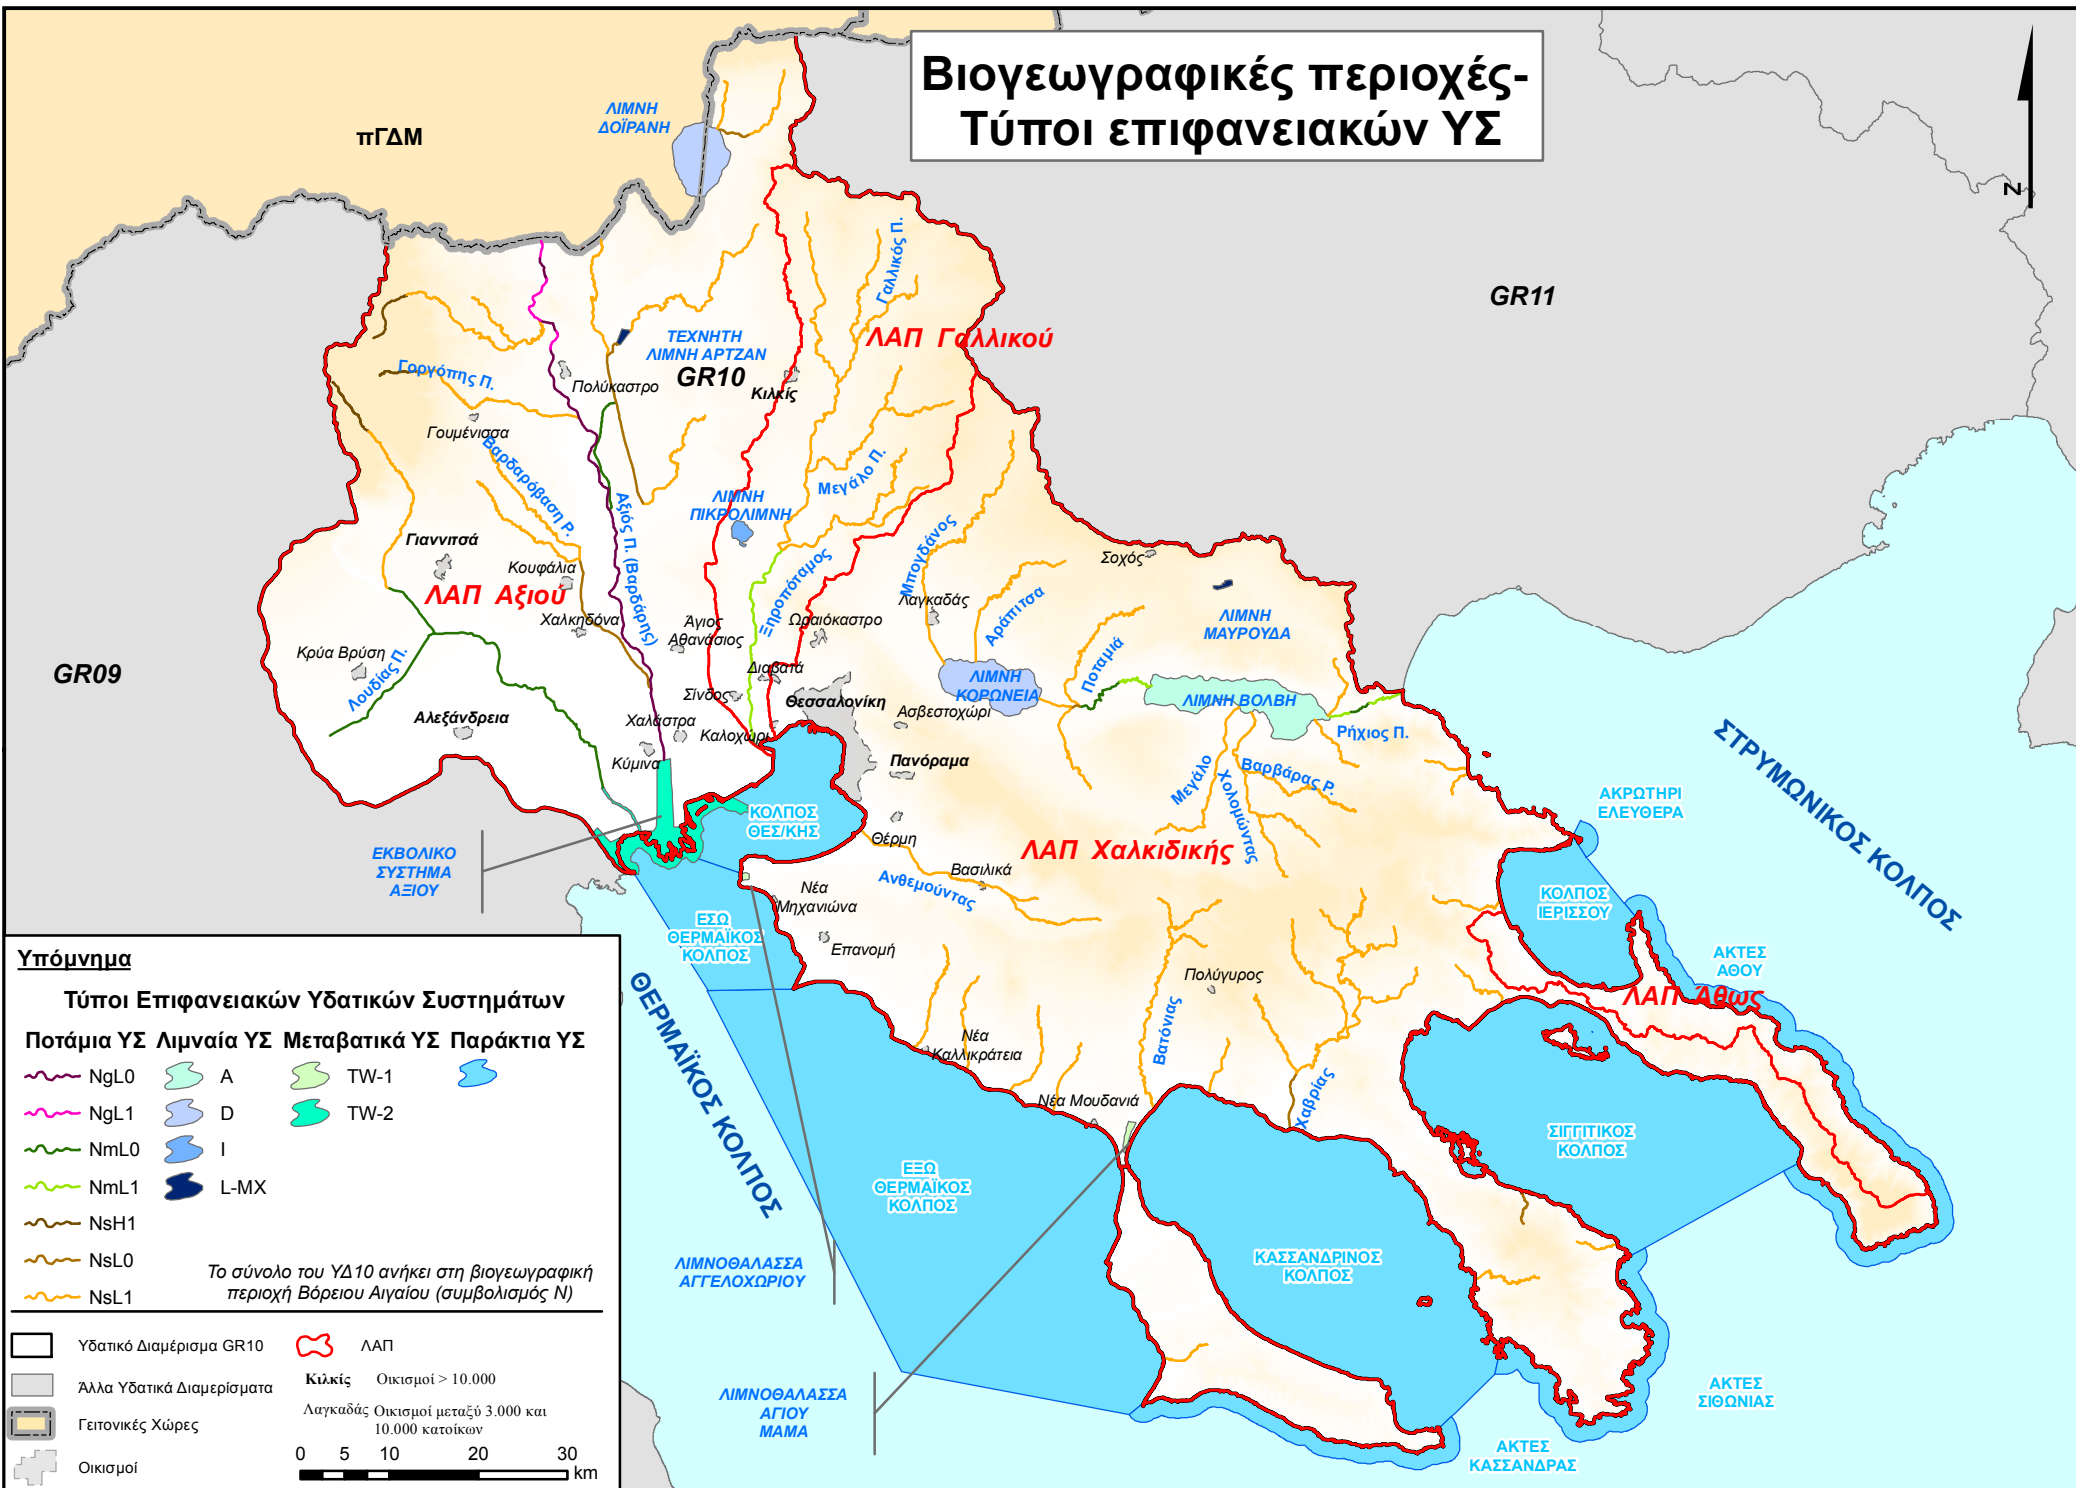 Βιογεωγραφικές περιοχές-
Τύποι επιφανειακών ΥΣ
πΓΔΜ
ΛΙΜΝΗ
ΔΟΪΡΑΝΗ
N
GR11
Γαλλικός Π.
ΛΑΠ Γαλλικού
ΤΕΧΝΗΤΗ
ΛΙΜΝΗ ΑΡΤΖΑΝ
GR10
Κιλκίς
Πολύκαστρο
Γοργόπης Π.
Γουμένισσα
Βαρδαρόβαση Ρ.
Αξιός Π. (Βαρδάρης)
Μεγάλο Π.
ΛΙΜΝΗ
ΠΙΚΡΟΛΙΜΝΗ
Γιαννιτσά
Κουφάλια
ΛΑΠ Αξιού
Χαλκηδόνα
Άγιος
Αθανάσιος
Ξηροπόταμος
Ωραιόκαστρο
Μπογδάνος
Λαγκαδάς
Αράπιτσα
Σοχός
ΛΙΜΝΗ
ΜΑΥΡΟΥΔΑ
Ποταμιά
GR09
Κρύα Βρύση
Λουδίας Π.
Αλεξάνδρεια
Διαβατά
Σίνδος
Θεσσαλονίκη
ΛΙΜΝΗ
ΚΟΡΩΝΕΙΑ
ΛΙΜΝΗ ΒΟΛΒΗ
Ασβεστοχώρι
Χαλάστρα
Καλοχώρι
Κύμινα
Πανόραμα
Ρήχιος Π.
Μεγάλο
Χολομώντας
Βαρβάρας Ρ.
ΣΤΡΥΜΩΝΙΚΟΣ ΚΟΛΠΟΣ
ΑΚΡΩΤΗΡΙ
ΕΛΕΥΘΕΡΑ
ΚΟΛΠΟΣ
ΘΕΣ/ΚΗΣ
Θέρμη
ΛΑΠ Χαλκιδικής
ΕΚΒΟΛΙΚΟ
ΣΥΣΤΗΜΑ
ΑΞΙΟΥ
Βασιλικά
Ανθεμούντας
Νέα
Μηχανιώνα
Επανομή
ΕΣΩ
ΘΕΡΜΑΪΚΟΣ
ΚΟΛΠΟΣ
ΚΟΛΠΟΣ
ΙΕΡΙΣΣΟΥ
ΑΚΤΕΣ
ΑΘΟΥ
ΛΑΠ Άθως
Πολύγυρος
Βατόνιας
Νέα
Καλλικράτεια
Νέα Μουδανιά
Χαβρίας
ΘΕΡΜΑΪΚΟΣ ΚΟΛΠΟΣ
ΣΙΓΓΙΤΙΚΟΣ
ΚΟΛΠΟΣ
ΕΞΩ
ΘΕΡΜΑΪΚΟΣ
ΚΟΛΠΟΣ
ΚΑΣΣΑΝΔΡΙΝΟΣ
ΚΟΛΠΟΣ
ΛΙΜΝΟΘΑΛΑΣΣΑ
ΑΓΓΕΛΟΧΩΡΙΟΥ
ΛΙΜΝΟΘΑΛΑΣΣΑ
ΑΓΙΟΥ
ΜΑΜΑ
ΑΚΤΕΣ
ΣΙΘΩΝΙΑΣ
ΑΚΤΕΣ
ΚΑΣΣΑΝΔΡΑΣ
Υπόμνημα
Τύποι Επιφανειακών Υδατικών Συστημάτων
Ποτάμια ΥΣ Λιμναία ΥΣ Μεταβατικά ΥΣ Παράκτια ΥΣ
NgL0 A TW-1
NgL1 D TW-2
NmL0 I
NmL1 L-MX
NsH1
NsL0
NsL1
Το σύνολο του ΥΔ10 ανήκει στη βιογεωγραφική
περιοχή Βόρειου Αιγαίου (συμβολισμός Ν)
Υδατικό Διαμέρισμα GR10 ΛΑΠ
Άλλα Υδατικά Διαμερίσματα Κιλκίς Οικισμοί > 10.000
Γειτονικές Χώρες Λαγκαδάς Οικισμοί μεταξύ 3.000 και
10.000 κατοίκων
Οικισμοί
0 5 10 20 30
km